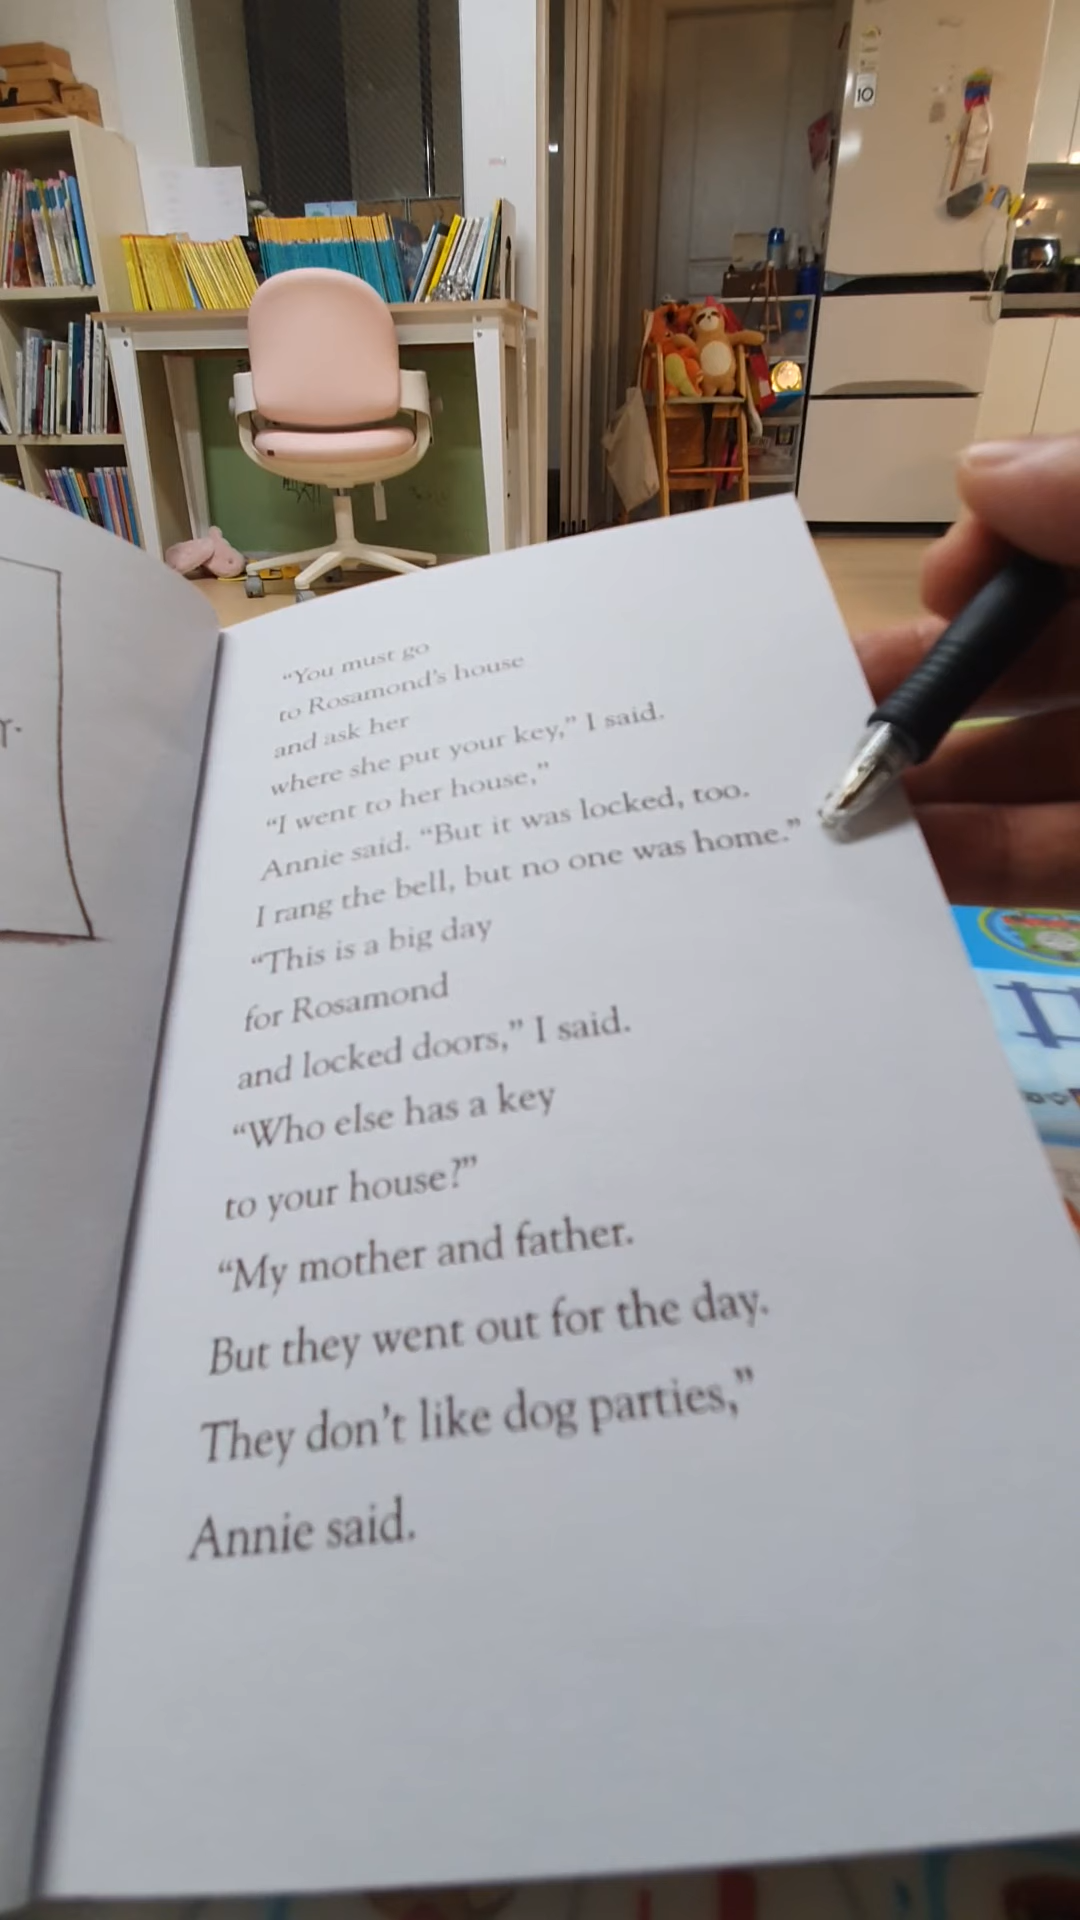 r.
"You must go
to Rosamond's house
and ask her
where she put your key," I said.
"I went to her house,"
Annie said. "But it was locked, too.
I rang the bell, but no one was home."
"This is a big day
for Rosamond
and locked doors," I said.
"Who else has a key
to your house?"
"My mother and father.
But they went out for the day.
They don't like dog parties,"
Annie said.
10